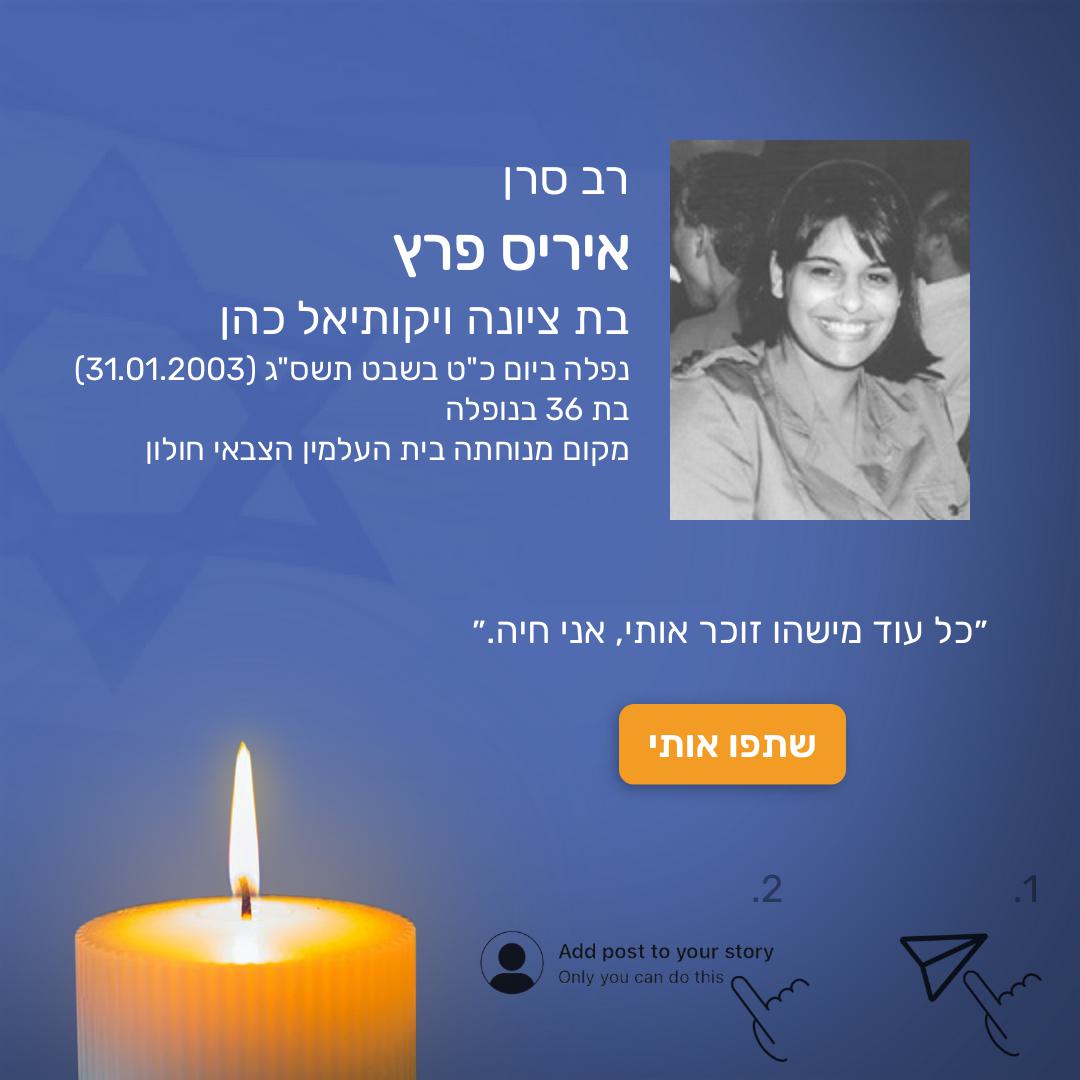 רב סרן
איריס פרץ
בת ציונה ויקותיאל כהן
נפלה ביום כ"ט בשבט תשס"ג (31.01.2003)
בת 36 בנופלה
מקום מנוחתה בית העלמין הצבאי חולון
״כל עוד מישהו זוכר אותי, אני חיה.״
שתפו אותי
1.
2.
Add post to your story
Only you can do this